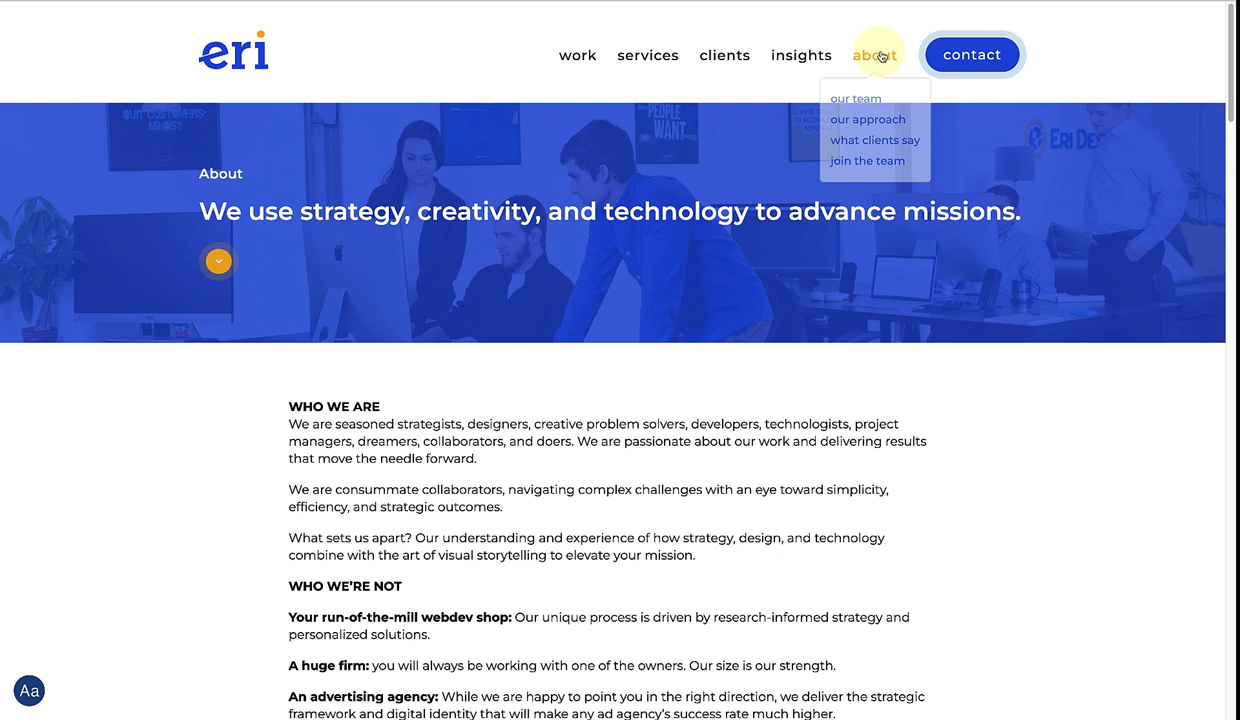 eri
work services clients insights about contact
our team
our approach
what clients say
join the team
OUR CUSTOMERS'
MINDS?
PEOPLE
WANT
ERI DES
About
We use strategy, creativity, and technology to advance missions.
WHO WE ARE
We are seasoned strategists, designers, creative problem solvers, developers, technologists, project
managers, dreamers, collaborators, and doers. We are passionate about our work and delivering results
that move the needle forward.
We are consummate collaborators, navigating complex challenges with an eye toward simplicity,
efficiency, and strategic outcomes.
What sets us apart? Our understanding and experience of how strategy, design, and technology
combine with the art of visual storytelling to elevate your mission.
WHO WE'RE NOT
Your run-of-the-mill webdev shop: Our unique process is driven by research-informed strategy and
personalized solutions.
A huge firm: you will always be working with one of the owners. Our size is our strength.
An advertising agency: While we are happy to point you in the right direction, we deliver the strategic
framework and digital identity that will make any ad agency's success rate much higher.
Aa